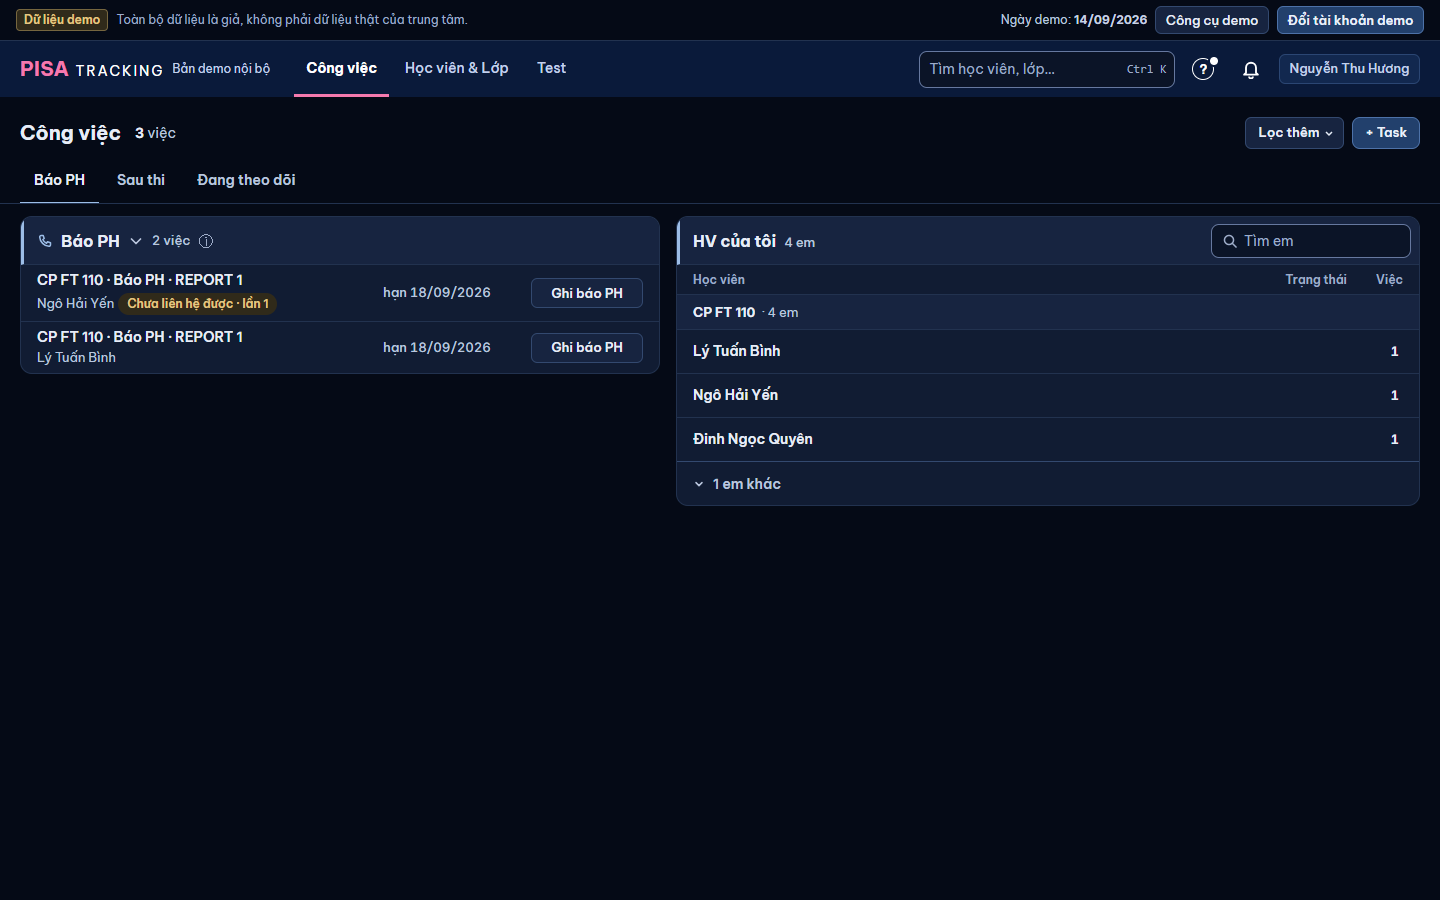 Dữ liệu demo Toàn bộ dữ liệu là giả, không phải dữ liệu thật của trung tâm. Ngày demo: 14/09/2026 Công cụ demo Đổi tài khoản demo
PISA TRACKING Bản demo nội bộ Công việc Học viên & Lớp Test Tìm học viên, lớp... Ctrl K ? Nguyễn Thu Hương
Công việc 3 việc Lọc thêm + Task
Báo PH Sau thi Đang theo dõi
Báo PH 2 việc
CP FT 110 · Báo PH · REPORT 1
Ngô Hải Yến Chưa liên hệ được · lần 1
hạn 18/09/2026 Ghi báo PH
CP FT 110 · Báo PH · REPORT 1
Lý Tuấn Bình
hạn 18/09/2026 Ghi báo PH
HV của tôi 4 em Tìm em
Học viên Trạng thái Việc
CP FT 110 · 4 em
Lý Tuấn Bình 1
Ngô Hải Yến 1
Đinh Ngọc Quyên 1
1 em khác